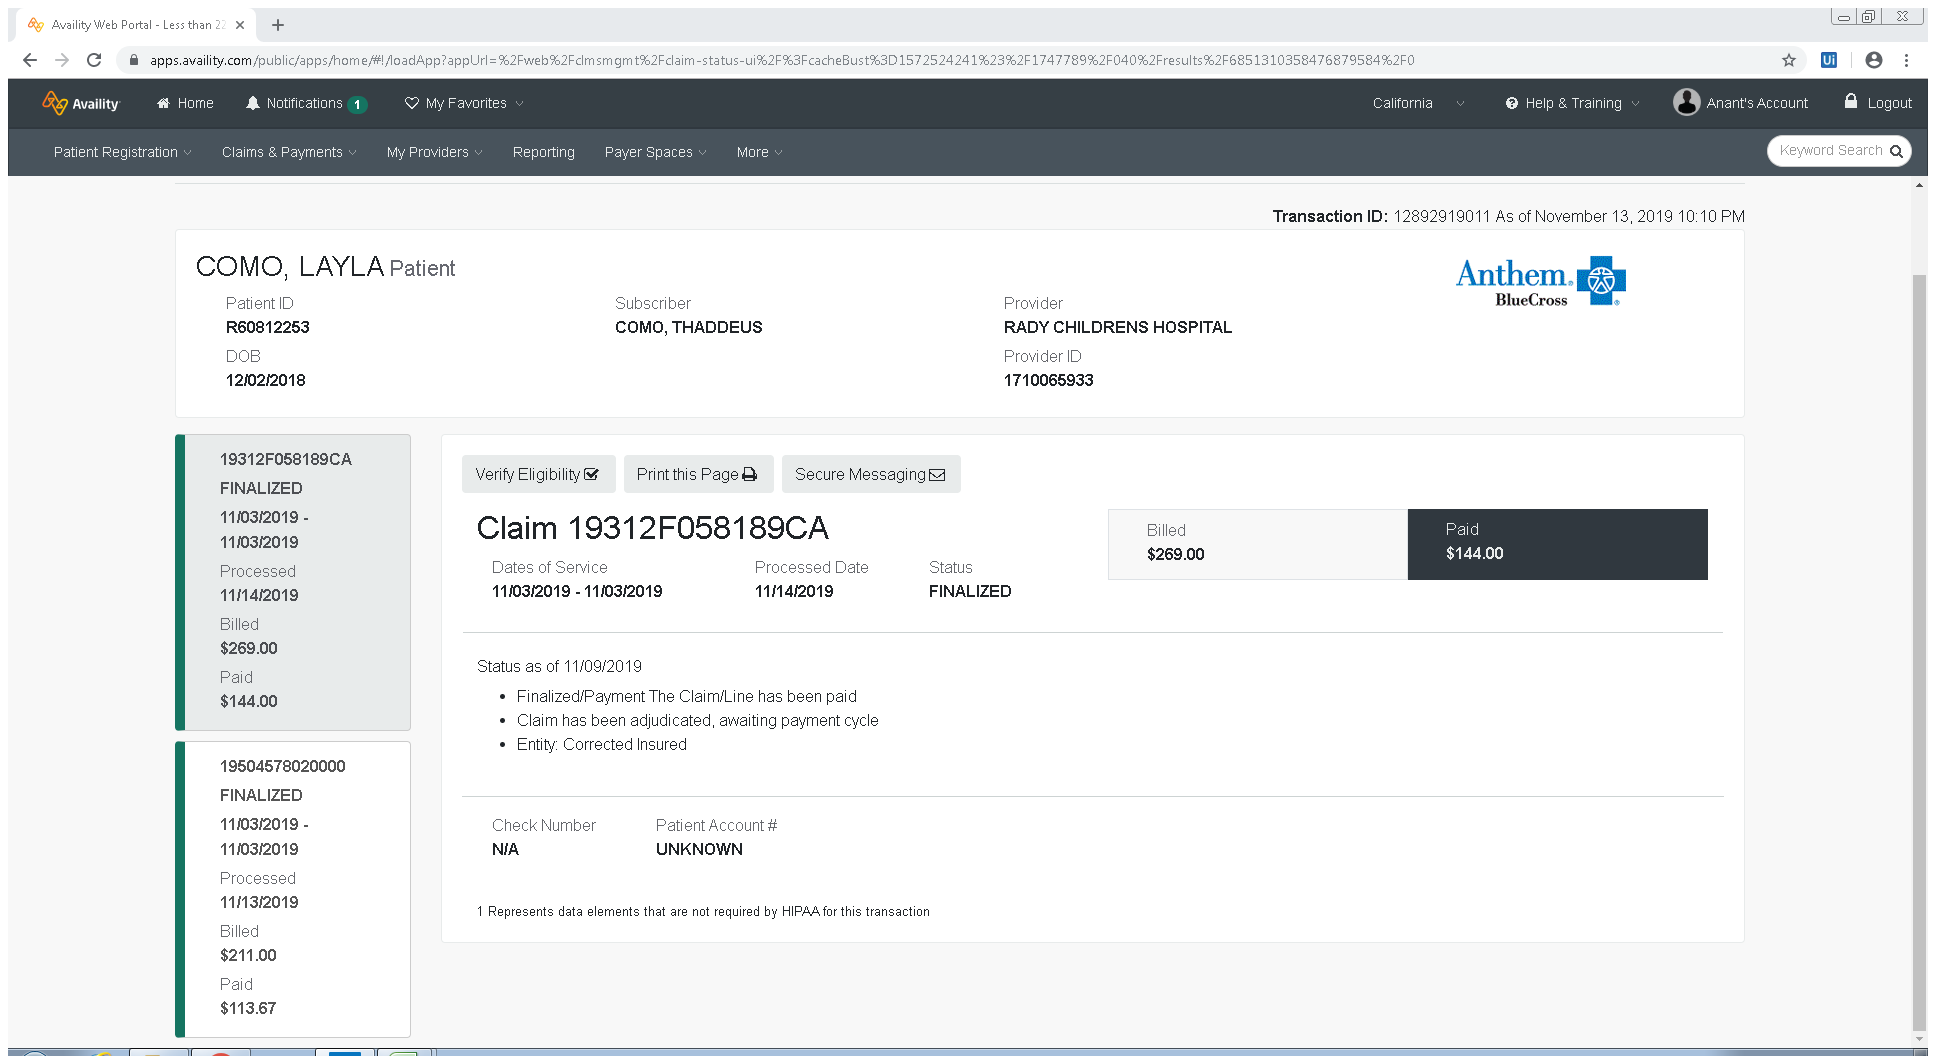 Availity Web Portal - Less than 22
apps.availity.com/public/apps/home/#!/loadApp?appUrl=%2Fweb%2Fclmsmgmt%2Fclaim-status-ui%2F%3FcacheBust%3D1572524241%23%2F1747789%2F040%2Fresults%2F6851310358476879584%2F0
Ui
Availity Home Notifications 1 My Favorites California Help & Training Anant's Account Logout
Patient Registration Claims & Payments My Providers Reporting Payer Spaces More Keyword Search
Transaction ID: 12892919011 As of November 13, 2019 10:10 PM
COMO, LAYLA Patient
Anthem
BlueCross
Patient ID
R60812253
Subscriber
COMO, THADDEUS
Provider
RADY CHILDRENS HOSPITAL
DOB
12/02/2018
Provider ID
1710065933
19312F058189CA
FINALIZED
11/03/2019 -
11/03/2019
Processed
11/14/2019
Billed
$269.00
Paid
$144.00
19504578020000
FINALIZED
11/03/2019 -
11/03/2019
Processed
11/13/2019
Billed
$211.00
Paid
$113.67
Verify Eligibility Print this Page Secure Messaging
Claim 19312F058189CA
Dates of Service
11/03/2019 - 11/03/2019
Processed Date
11/14/2019
Status
FINALIZED
Billed
$269.00
Paid
$144.00
Status as of 11/09/2019
• Finalized/Payment The Claim/Line has been paid
• Claim has been adjudicated, awaiting payment cycle
• Entity: Corrected Insured
Check Number
N/A
Patient Account #
UNKNOWN
1 Represents data elements that are not required by HIPAA for this transaction